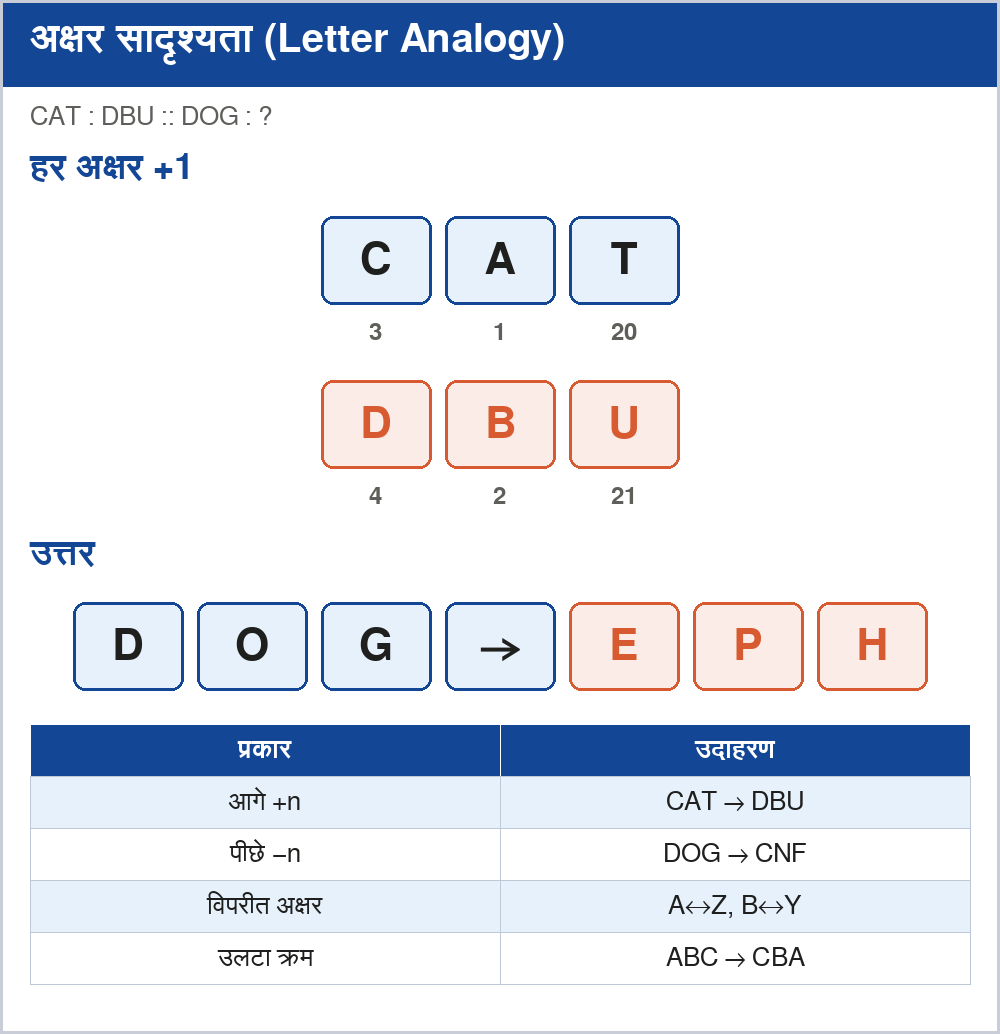 अक्षर सादृश्यता (Letter Analogy)
CAT : DBU :: DOG : ?
हर अक्षर +1
C A T
3 1 20
D B U
4 2 21
उत्तर
D O G → E P H
प्रकार उदाहरण
आगे +n CAT → DBU
पीछे −n DOG → CNF
विपरीत अक्षर A↔Z, B↔Y
उलटा क्रम ABC → CBA